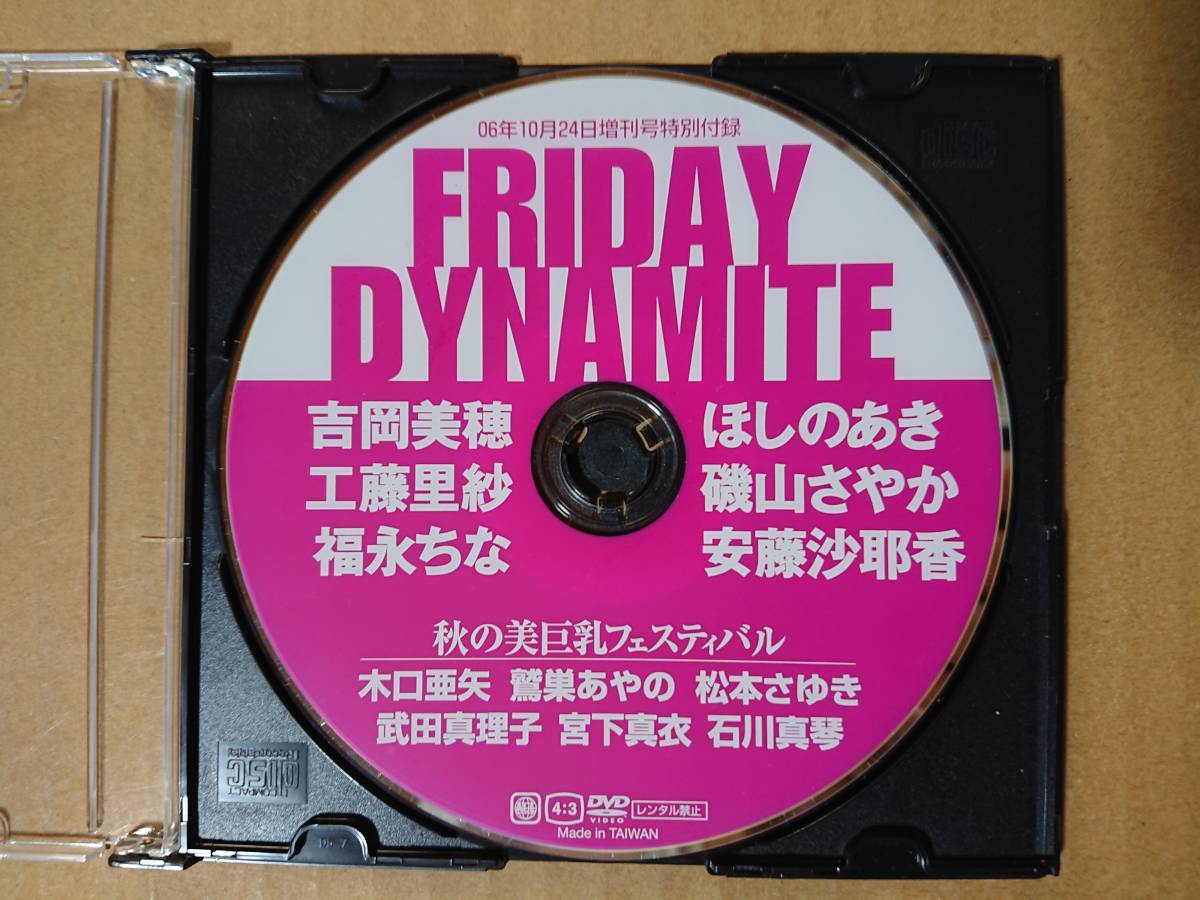 06年10月24日増刊号特別付録
FRIDAY
DYNAMITE
吉岡美穂
工藤里紗
福永ちな
ほしのあき
磯山さやか
安藤沙耶香
秋の美巨乳フェスティバル
木口亜矢 鷲巣あやの 松本さゆき
武田真理子 宮下真衣 石川真琴
4:3 DVD VIDEO レンタル禁止
Made in TAIWAN
COMPACT
disc